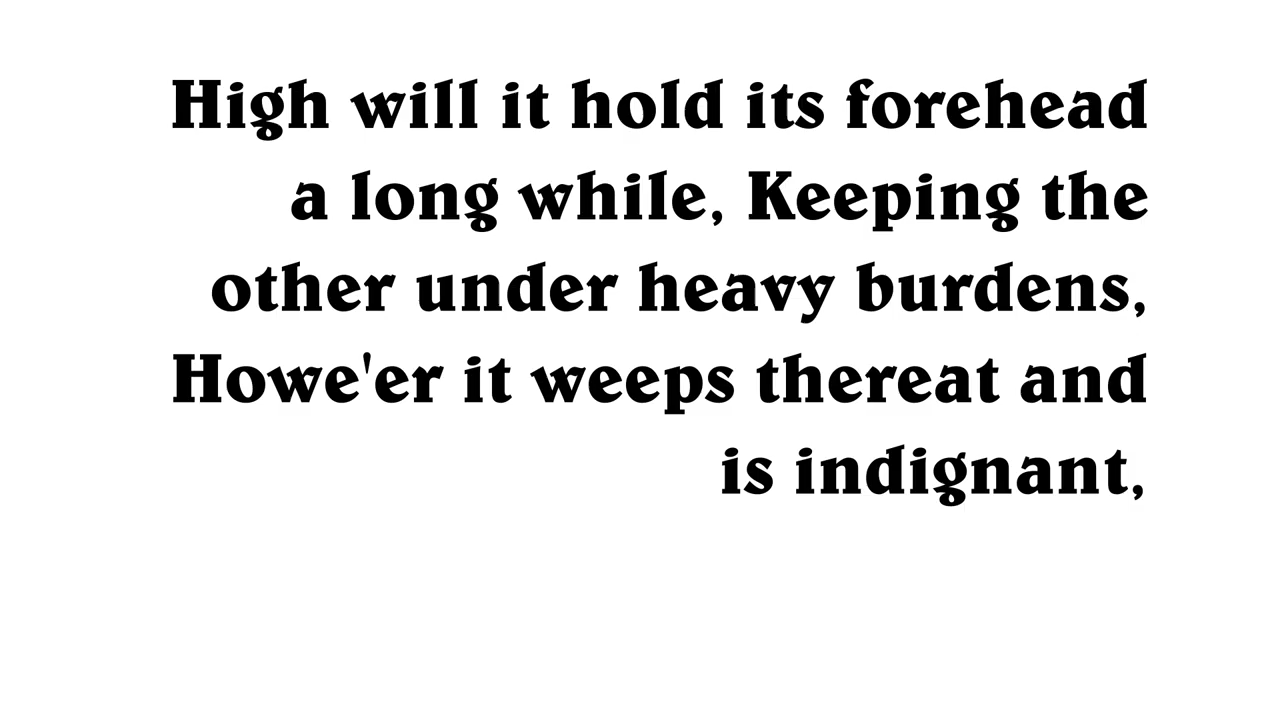 High will it hold its forehead
a long while, Keeping the
other under heavy burdens,
Howe'er it weeps thereat and
is indignant,